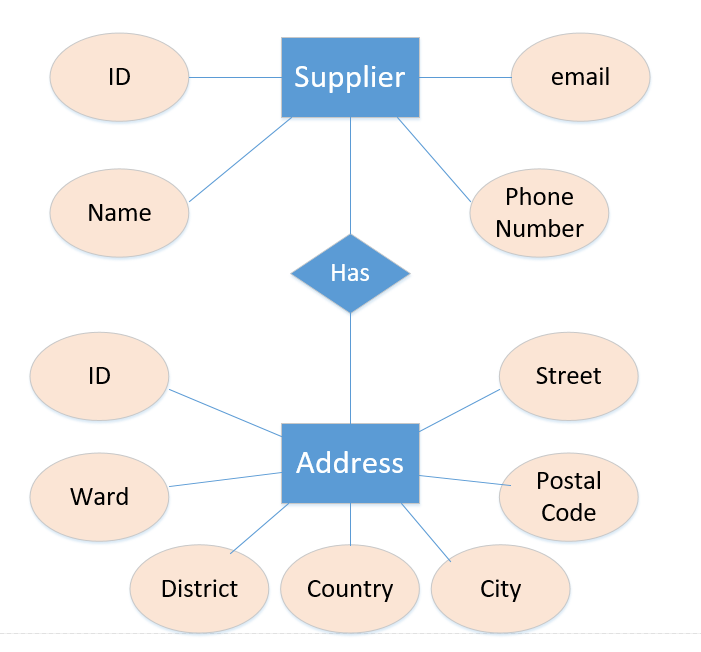 ID
Supplier
email
Name
Phone
Number
Has
ID
Street
Address
Ward
Postal
Code
District
Country
City